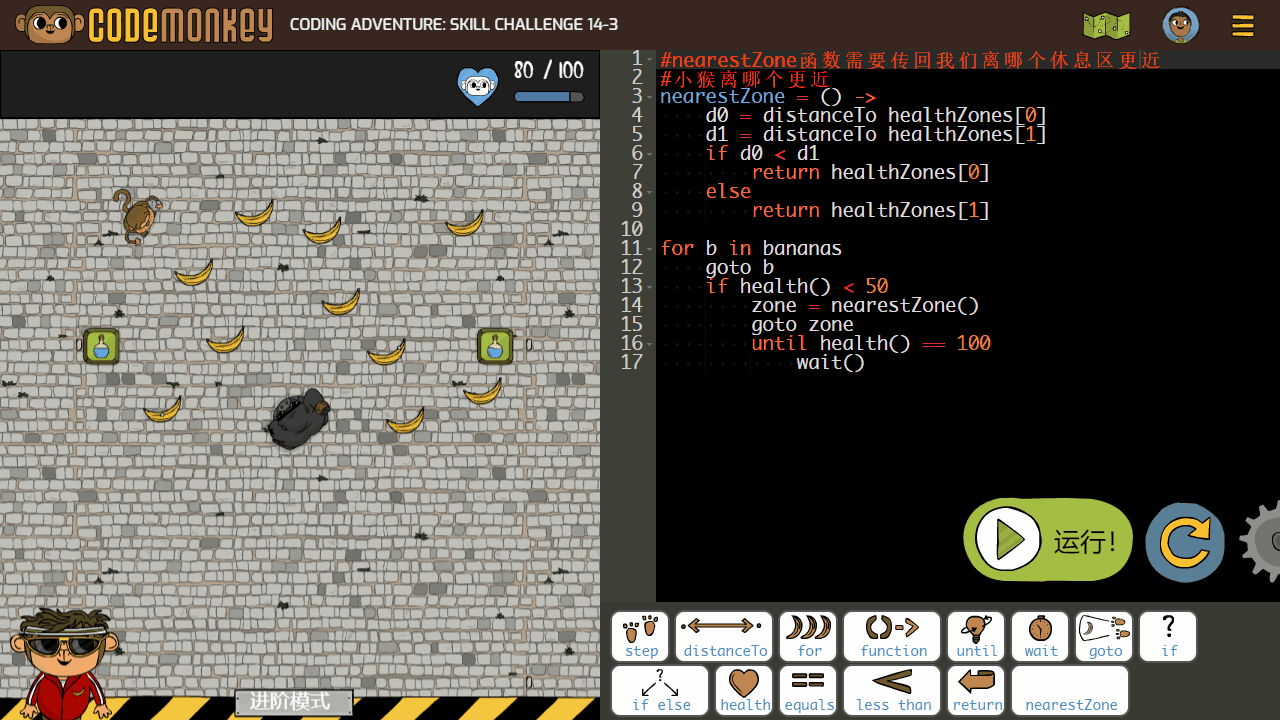 CODEMONKEY
CODING ADVENTURE: SKILL CHALLENGE 14-3
80 / 100
1 #nearestZone函数需要传回我们离哪个休息区更近
2 #小猴离哪个更近
3 nearestZone = () ->
4 d0 = distanceTo healthZones[0]
5 d1 = distanceTo healthZones[1]
6 if d0 < d1
7 return healthZones[0]
8 else
9 return healthZones[1]
10
11 for b in bananas
12 goto b
13 if health() < 50
14 zone = nearestZone()
15 goto zone
16 until health() == 100
17 wait()
运行!
step distanceTo for function until wait goto if
if else health equals less than return nearestZone
进阶模式